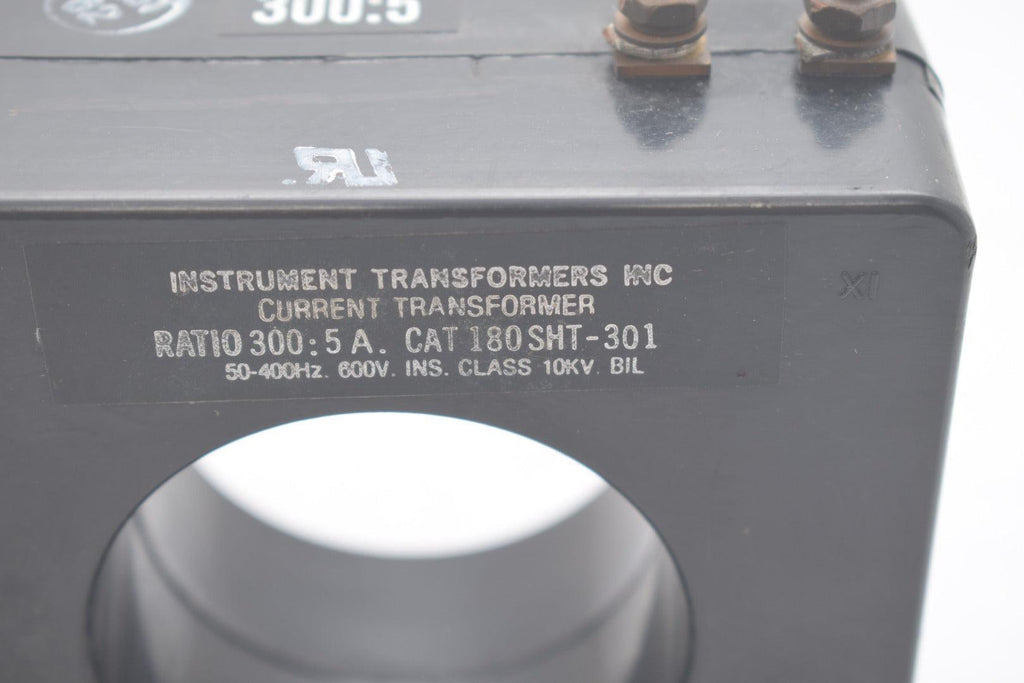 300:5
RU
INSTRUMENT TRANSFORMERS INC
CURRENT TRANSFORMER
RATIO 300:5 A. CAT 180SHT-301
50-400Hz. 600V. INS. CLASS 10KV. BIL
X1